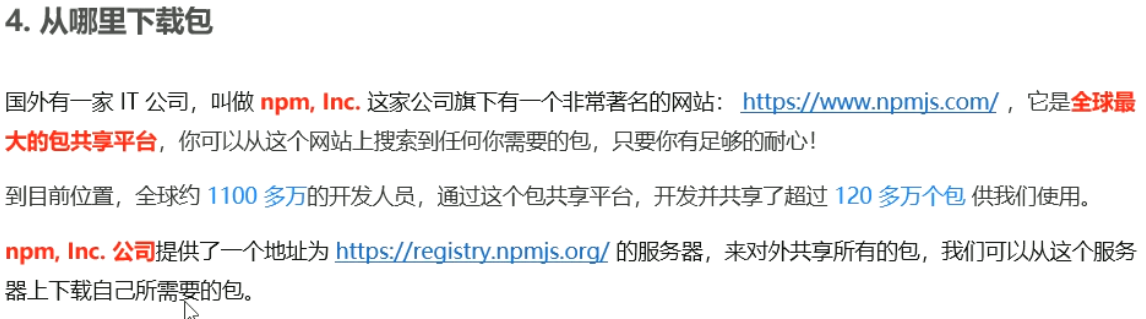 4. 从哪里下载包
国外有一家 IT 公司，叫做 npm, Inc. 这家公司旗下有一个非常著名的网站： https://www.npmjs.com/ ，它是全球最
大的包共享平台，你可以从这个网站上搜索到任何你需要的包，只要你有足够的耐心！
到目前位置，全球约 1100 多万的开发人员，通过这个包共享平台，开发并共享了超过 120 多万个包 供我们使用。
npm, Inc. 公司提供了一个地址为 https://registry.npmjs.org/ 的服务器，来对外共享所有的包，我们可以从这个服务
器上下载自己所需要的包。